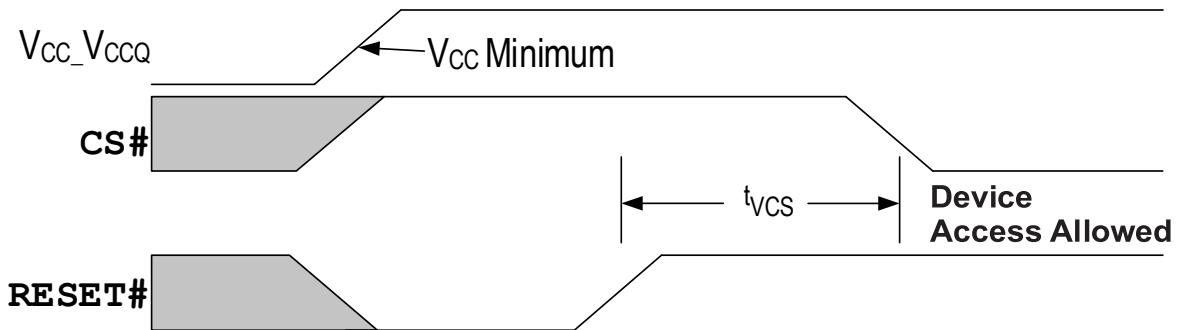 VCC_VCCQ
VCC Minimum
CS#
tVCS
Device
Access Allowed
RESET#